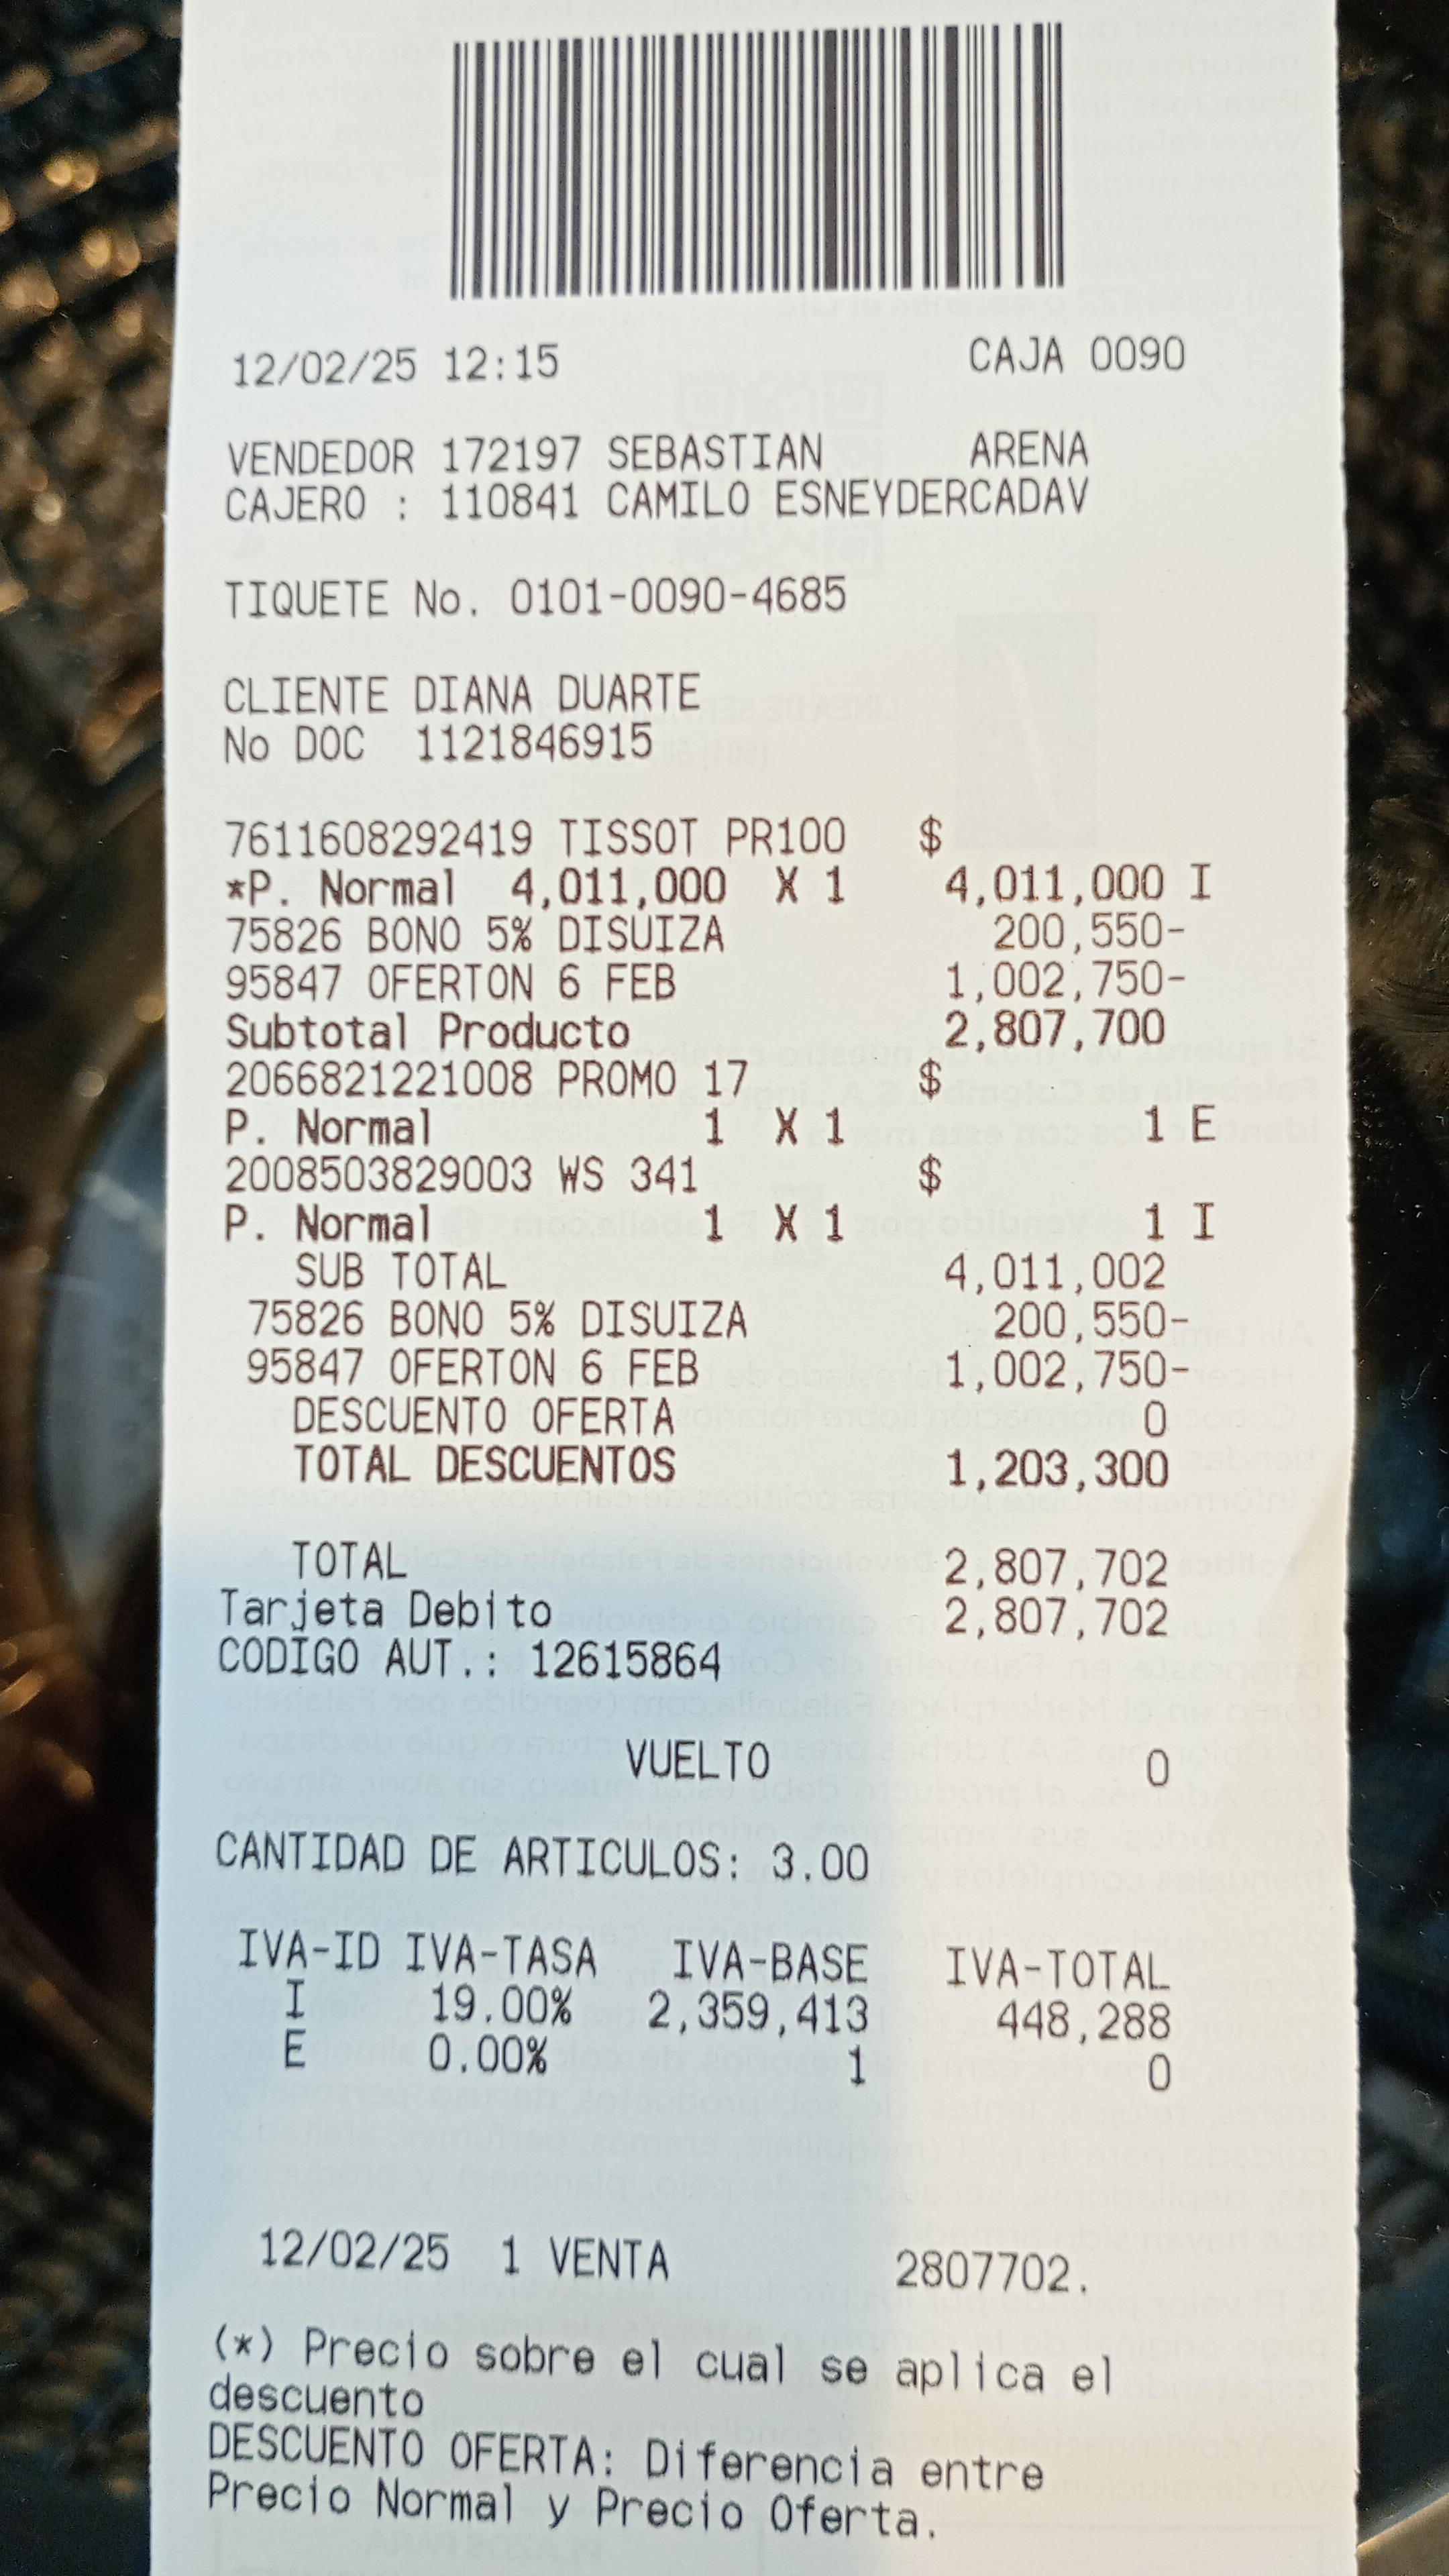 12/02/25 12:15 CAJA 0090
VENDEDOR 172197 SEBASTIAN ARENA
CAJERO : 110841 CAMILO ESNEYDERCADAV
TIQUETE No. 0101-0090-4685
CLIENTE DIANA DUARTE
No DOC 1121846915
7611608292419 TISSOT PR100 $
*P. Normal 4,011,000 X 1 4,011,000 I
75826 BONO 5% DISUIZA 200,550-
95847 OFERTON 6 FEB 1,002,750-
Subtotal Producto 2,807,700
2066821221008 PROMO 17 $
P. Normal 1 X 1 1 E
2008503829003 WS 341 $
P. Normal 1 X 1 1 I
SUB TOTAL 4,011,002
75826 BONO 5% DISUIZA 200,550-
95847 OFERTON 6 FEB 1,002,750-
DESCUENTO OFERTA 0
TOTAL DESCUENTOS 1,203,300
TOTAL 2,807,702
Tarjeta Debito 2,807,702
CODIGO AUT.: 12615864
VUELTO 0
CANTIDAD DE ARTICULOS: 3.00
IVA-ID IVA-TASA IVA-BASE IVA-TOTAL
I 19.00% 2,359,413 448,288
E 0.00% 1 0
12/02/25 1 VENTA 2807702.
(*) Precio sobre el cual se aplica el
descuento
DESCUENTO OFERTA: Diferencia entre
Precio Normal y Precio Oferta.